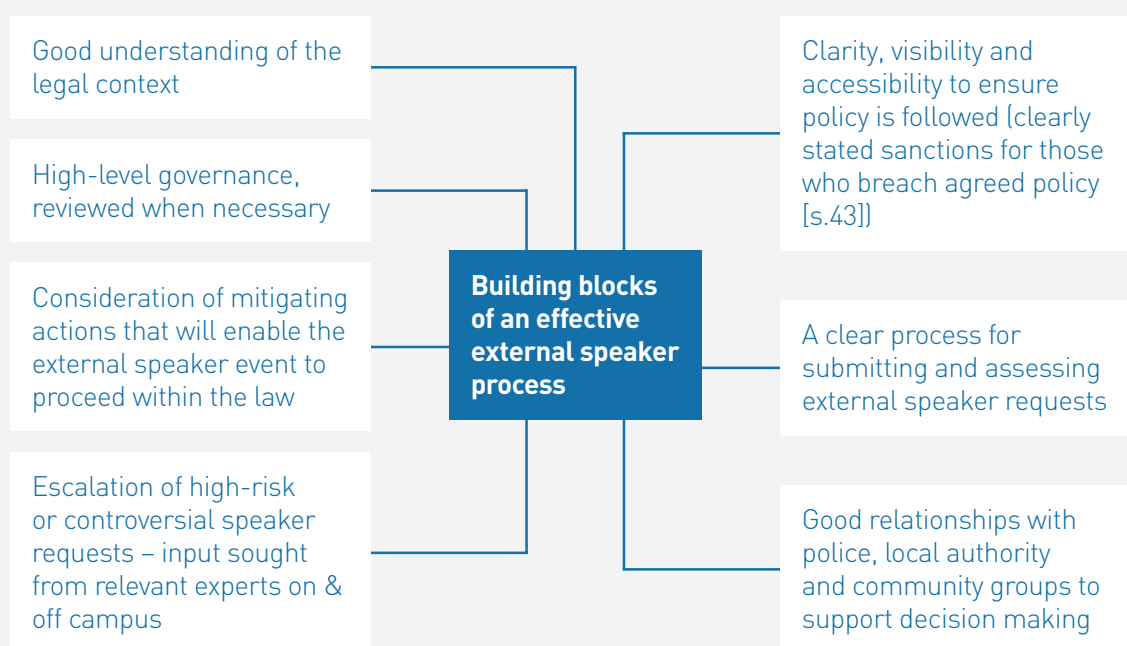 Good understanding of the
legal context
High-level governance,
reviewed when necessary
Consideration of mitigating
actions that will enable the
external speaker event to
proceed within the law
Escalation of high-risk
or controversial speaker
requests – input sought
from relevant experts on &
off campus
Building blocks
of an effective
external speaker
process
Clarity, visibility and
accessibility to ensure
policy is followed (clearly
stated sanctions for those
who breach agreed policy
[s.43])
A clear process for
submitting and assessing
external speaker requests
Good relationships with
police, local authority
and community groups to
support decision making